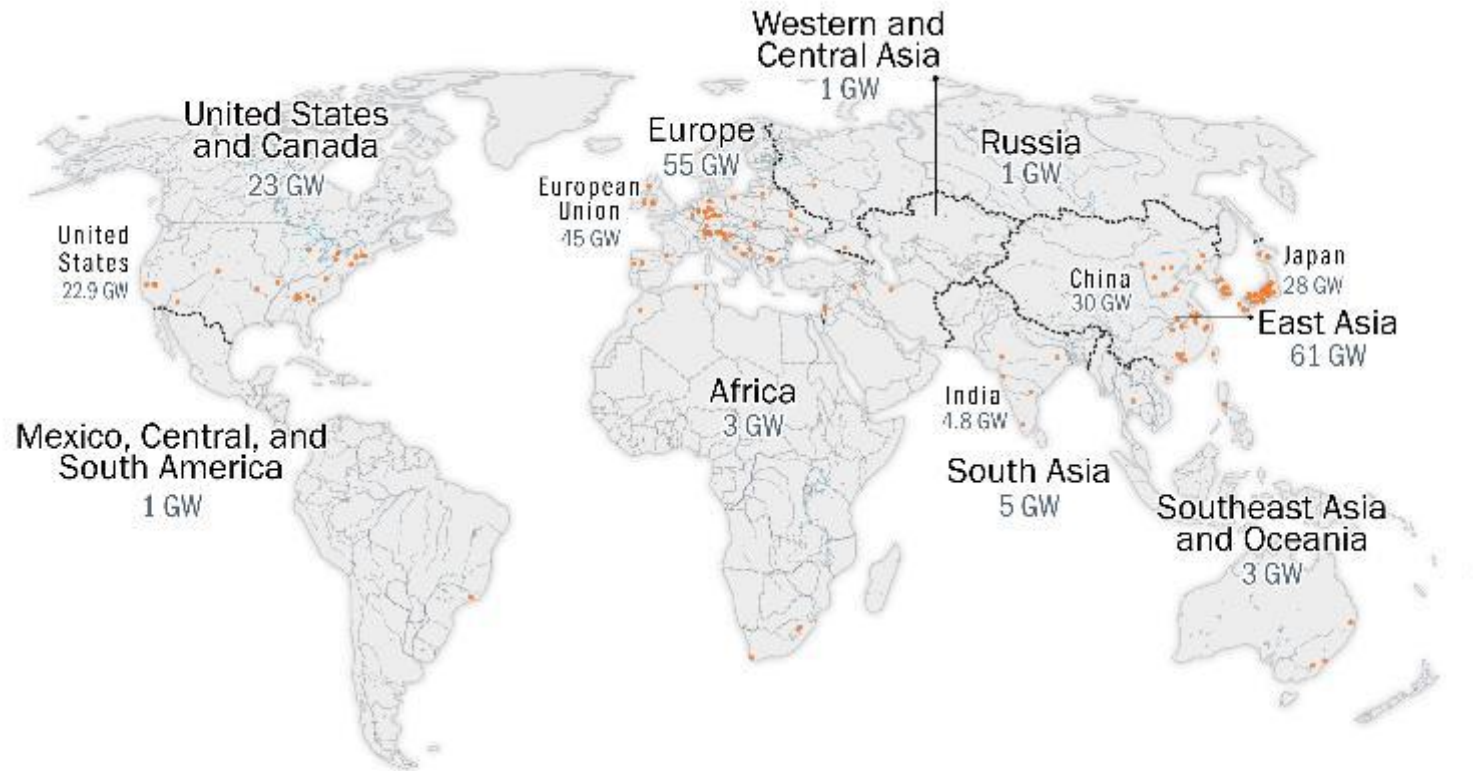 Western and
Central Asia
1 GW
United States
and Canada
23 GW
Europe
55 GW
Russia
1 GW
European
Union
45 GW
United
States
22.9 GW
China
30 GW
Japan
28 GW
East Asia
61 GW
Africa
3 GW
India
4.8 GW
Mexico, Central, and
South America
1 GW
South Asia
5 GW
Southeast Asia
and Oceania
3 GW